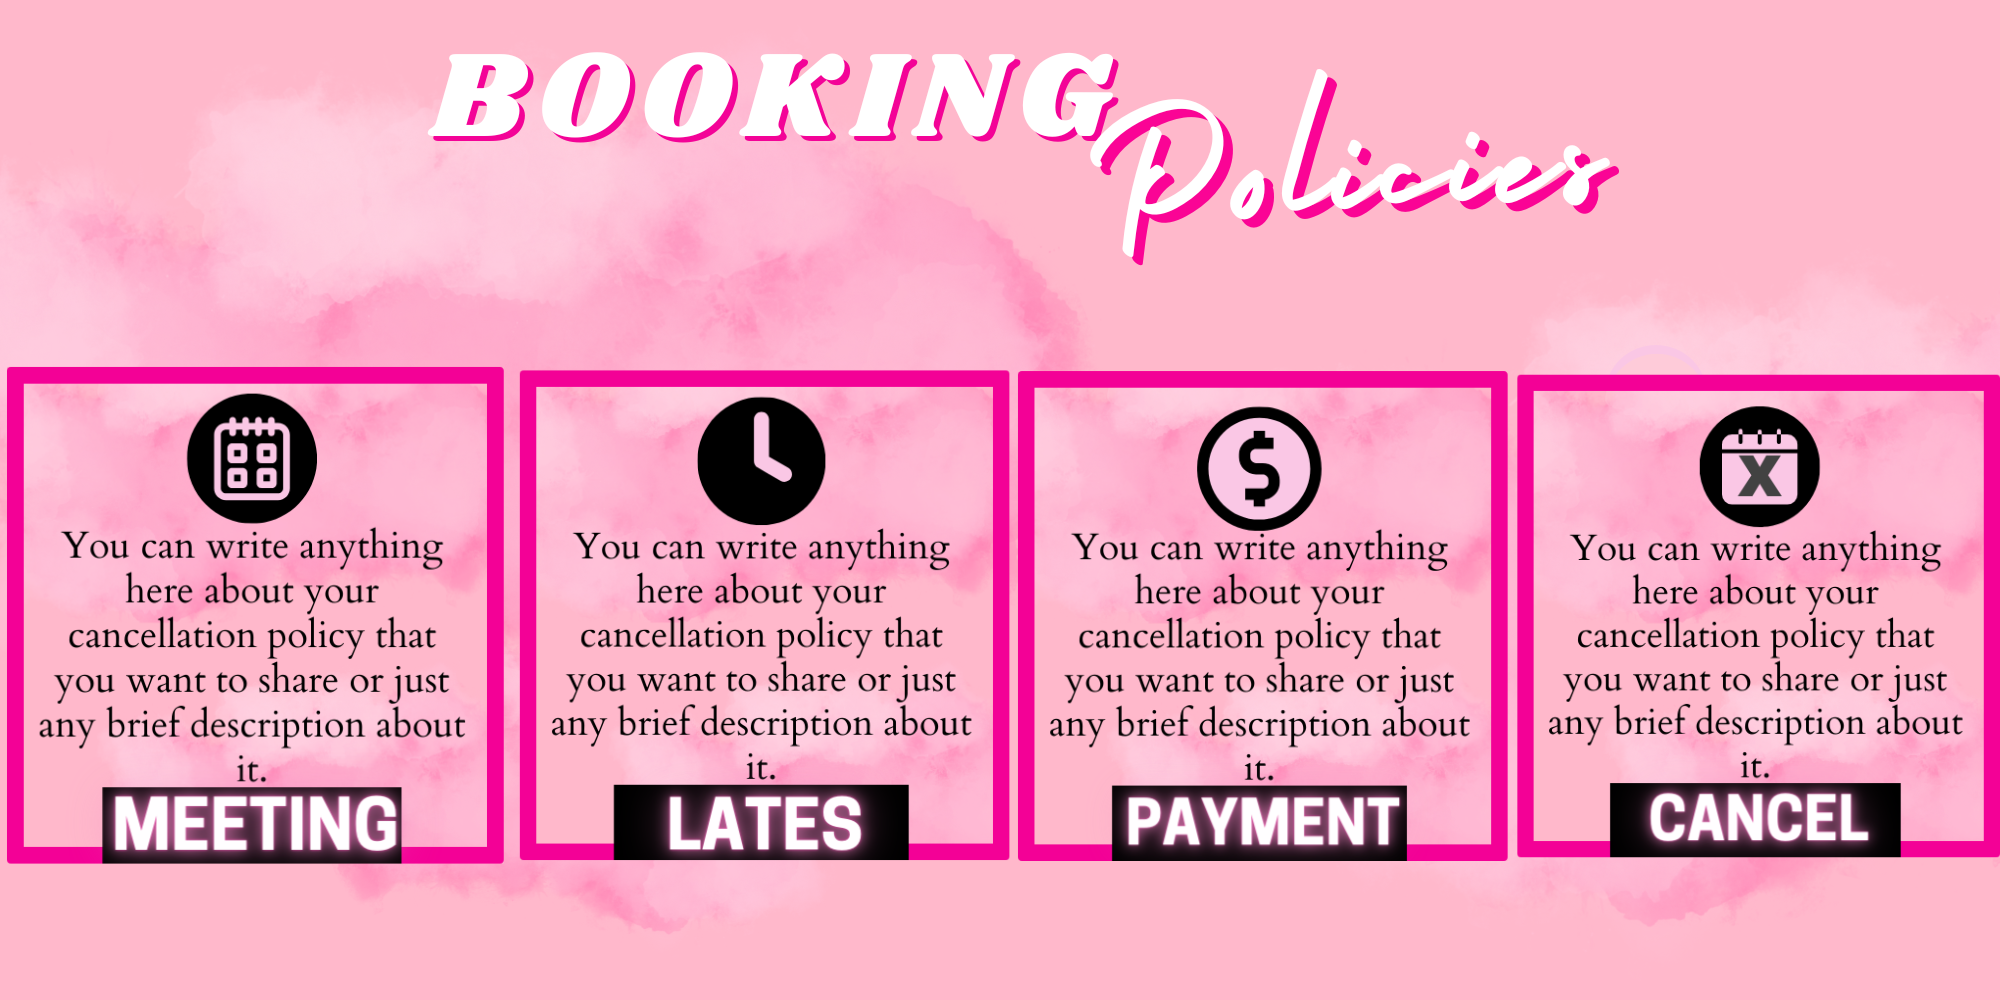 BOOKING
Policies
You can write anything
here about your
cancellation policy that
you want to share or just
any brief description about
it.
MEETING
You can write anything
here about your
cancellation policy that
you want to share or just
any brief description about
it.
LATES
You can write anything
here about your
cancellation policy that
you want to share or just
any brief description about
it.
PAYMENT
You can write anything
here about your
cancellation policy that
you want to share or just
any brief description about
it.
CANCEL